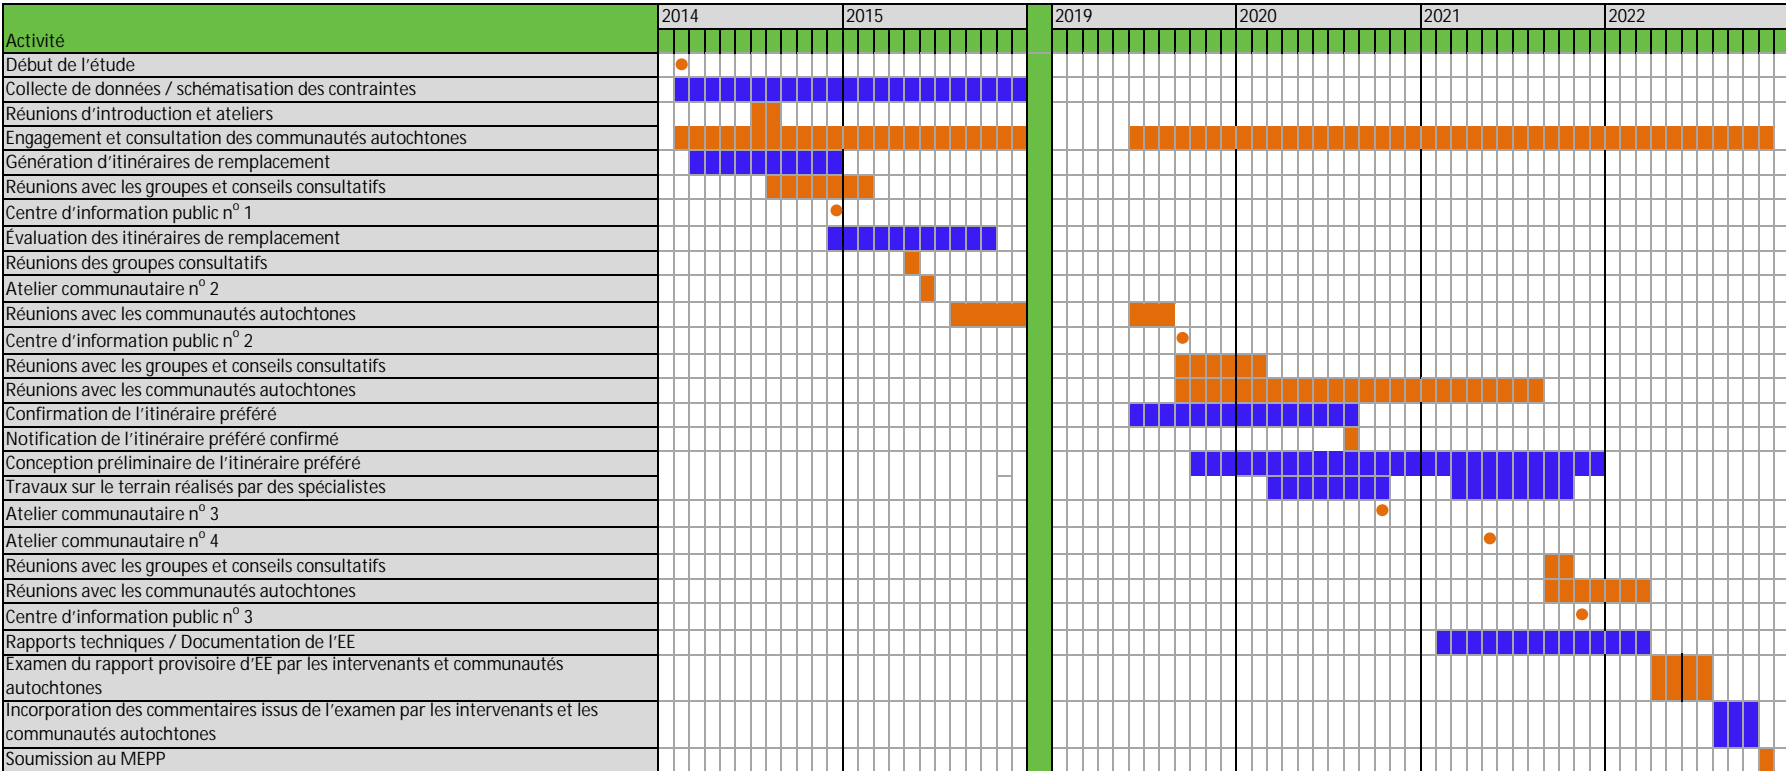 2014 2015 2019 2020 2021 2022
Activité
Début de l'étude
Collecte de données / schématisation des contraintes
Réunions d'introduction et ateliers
Engagement et consultation des communautés autochtones
Génération d'itinéraires de remplacement
Réunions avec les groupes et conseils consultatifs
Centre d'information public nº 1
Évaluation des itinéraires de remplacement
Réunions des groupes consultatifs
Atelier communautaire nº 2
Réunions avec les communautés autochtones
Centre d'information public nº 2
Réunions avec les groupes et conseils consultatifs
Réunions avec les communautés autochtones
Confirmation de l'itinéraire préféré
Notification de l'itinéraire préféré confirmé
Conception préliminaire de l'itinéraire préféré
Travaux sur le terrain réalisés par des spécialistes
Atelier communautaire nº 3
Atelier communautaire nº 4
Réunions avec les groupes et conseils consultatifs
Réunions avec les communautés autochtones
Centre d'information public nº 3
Rapports techniques / Documentation de l'EE
Examen du rapport provisoire d'EE par les intervenants et communautés
autochtones
Incorporation des commentaires issus de l'examen par les intervenants et les
communautés autochtones
Soumission au MEPP